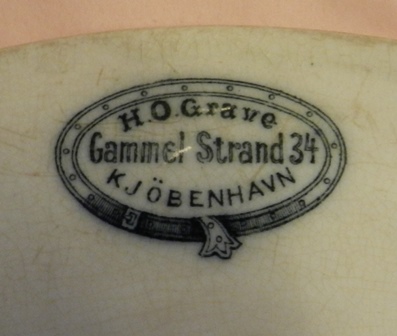 H.O.Grave
Gammel Strand 34
KJÖBENHAVN